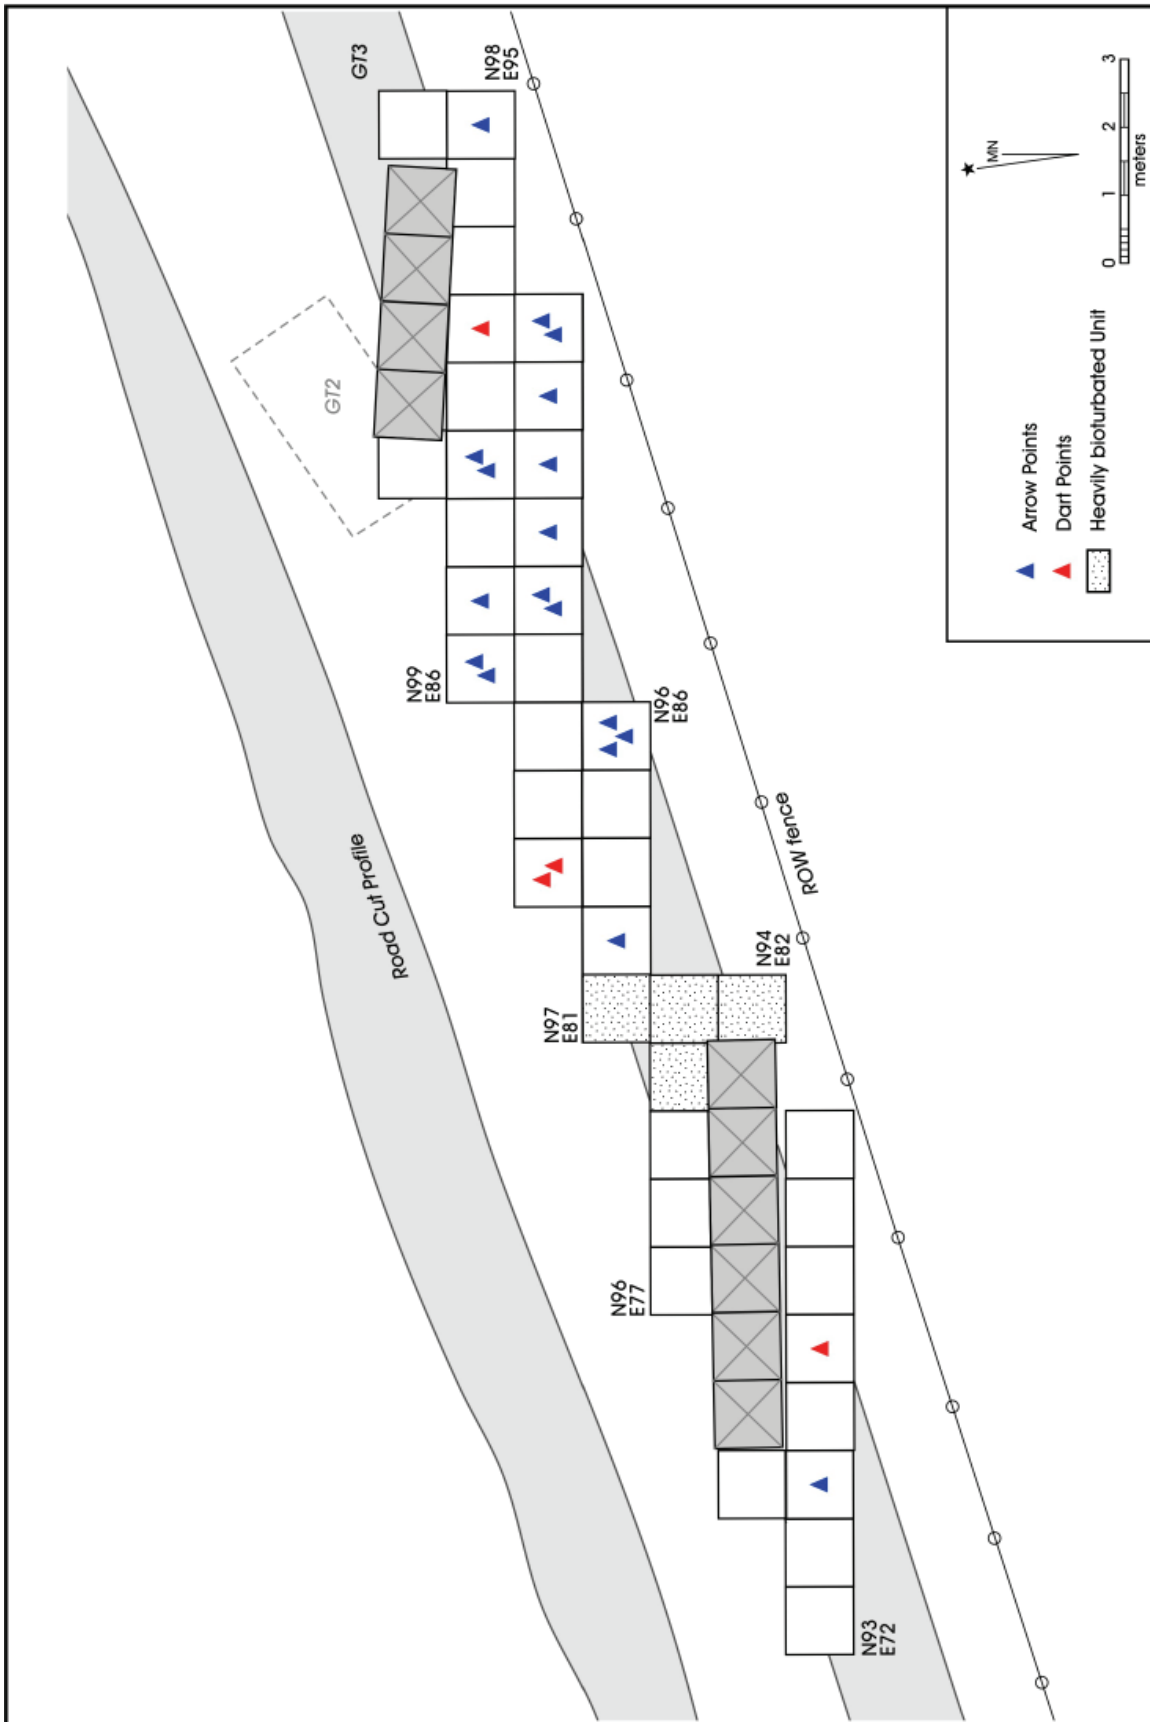 GT3
N98
E95
GT2
N99
E86
N96
E86
Road Cut Profile
ROW fence
N97
E81
N94
E82
N96
E77
N93
E72
MN
0 1 2 3
meters
Arrow Points
Dart Points
Heavily bioturbated Unit